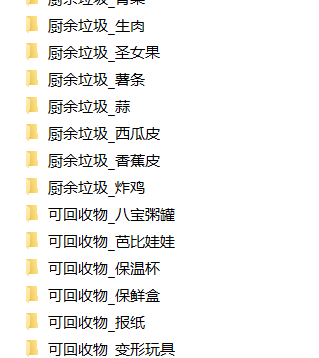 厨余垃圾_生肉
厨余垃圾_圣女果
厨余垃圾_薯条
厨余垃圾_蒜
厨余垃圾_西瓜皮
厨余垃圾_香蕉皮
厨余垃圾_炸鸡
可回收物_八宝粥罐
可回收物_芭比娃娃
可回收物_保温杯
可回收物_保鲜盒
可回收物_报纸
可回收物_变形玩具